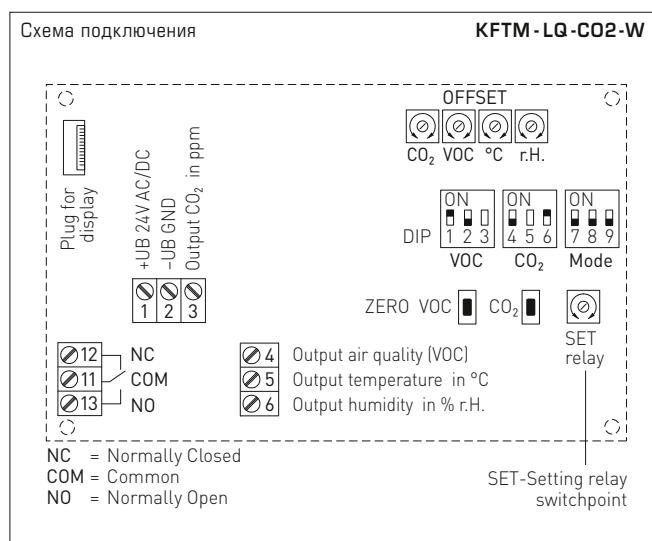 Схема подключения KFTM-LQ-CO2-W
OFFSET
CO₂ VOC °C r.H.
Plug for
display
+UB 24V AC/DC
–UB GND
Output CO₂ in ppm
1 2 3
ON ON ON
DIP 1 2 3 4 5 6 7 8 9
VOC CO₂ Mode
ZERO VOC CO₂
SET
relay
12 NC
11 COM
13 NO
4 Output air quality (VOC)
5 Output temperature in °C
6 Output humidity in % r.H.
NC = Normally Closed
COM = Common
NO = Normally Open
SET-Setting relay
switchpoint